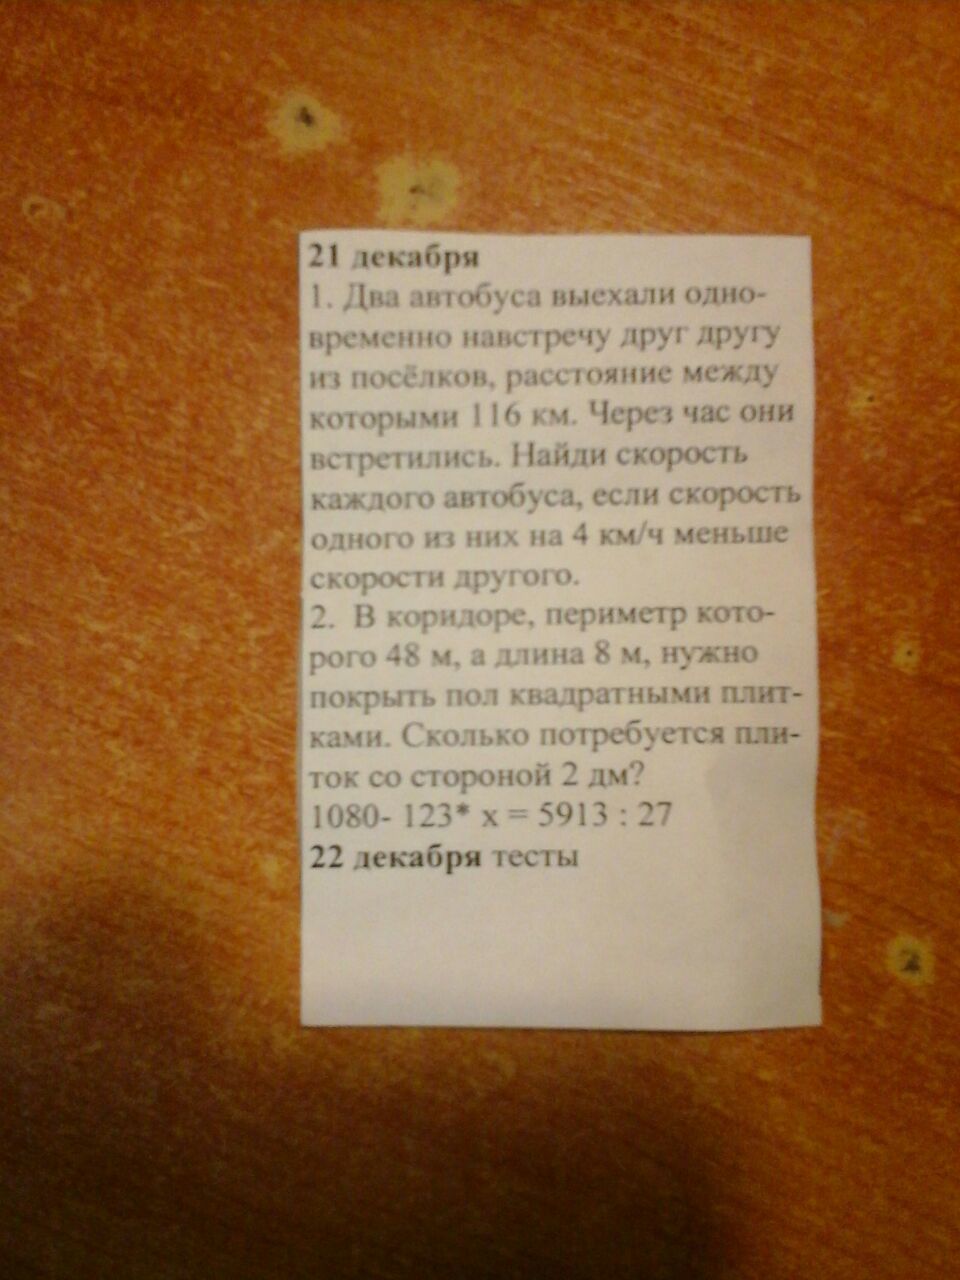 21 декабря
1. Два автобуса выехали одно-
временно навстречу друг другу
из посёлков, расстояние между
которыми 116 км. Через час они
встретились. Найди скорость
каждого автобуса, если скорость
одного из них на 4 км/ч меньше
скорости другого.
2. В коридоре, периметр кото-
рого 48 м, а длина 8 м, нужно
покрыть пол квадратными плит-
ками. Сколько потребуется пли-
ток со стороной 2 дм?
1080- 123* х = 5913 : 27
22 декабря тесты